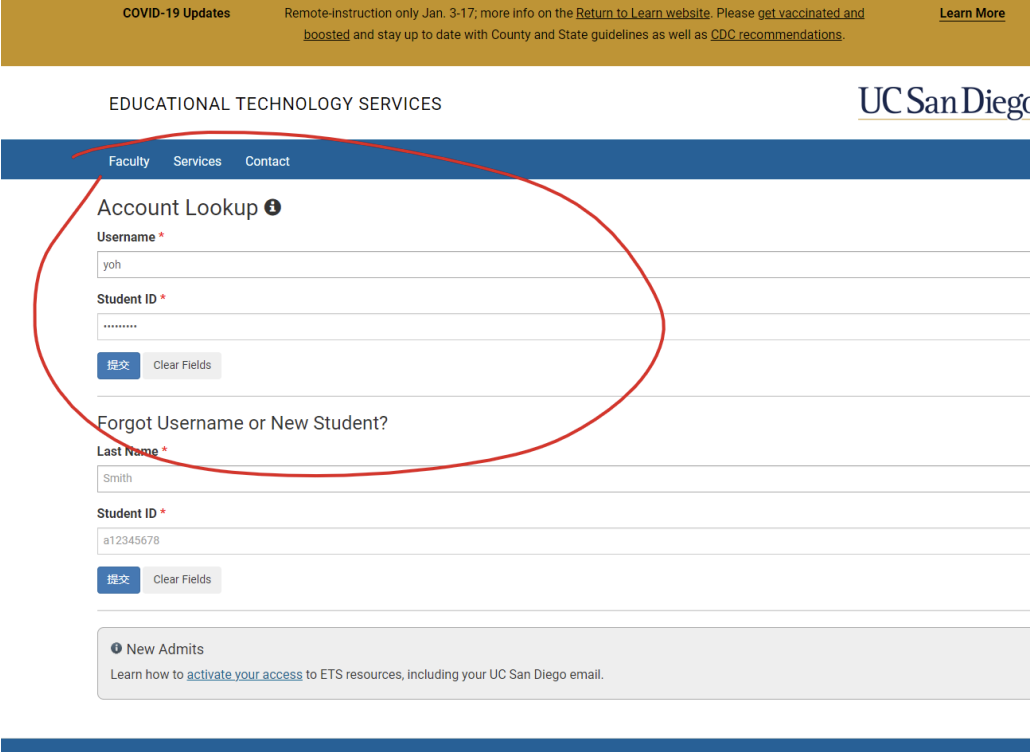 COVID-19 Updates
Remote-instruction only Jan. 3-17; more info on the Return to Learn website. Please get vaccinated and
boosted and stay up to date with County and State guidelines as well as CDC recommendations.
Learn More
EDUCATIONAL TECHNOLOGY SERVICES
UC San Diego
Faculty Services Contact
Account Lookup
Username *
yoh
Student ID *
•••••••••
提交 Clear Fields
Forgot Username or New Student?
Last Name *
Smith
Student ID *
a12345678
提交 Clear Fields
New Admits
Learn how to activate your access to ETS resources, including your UC San Diego email.